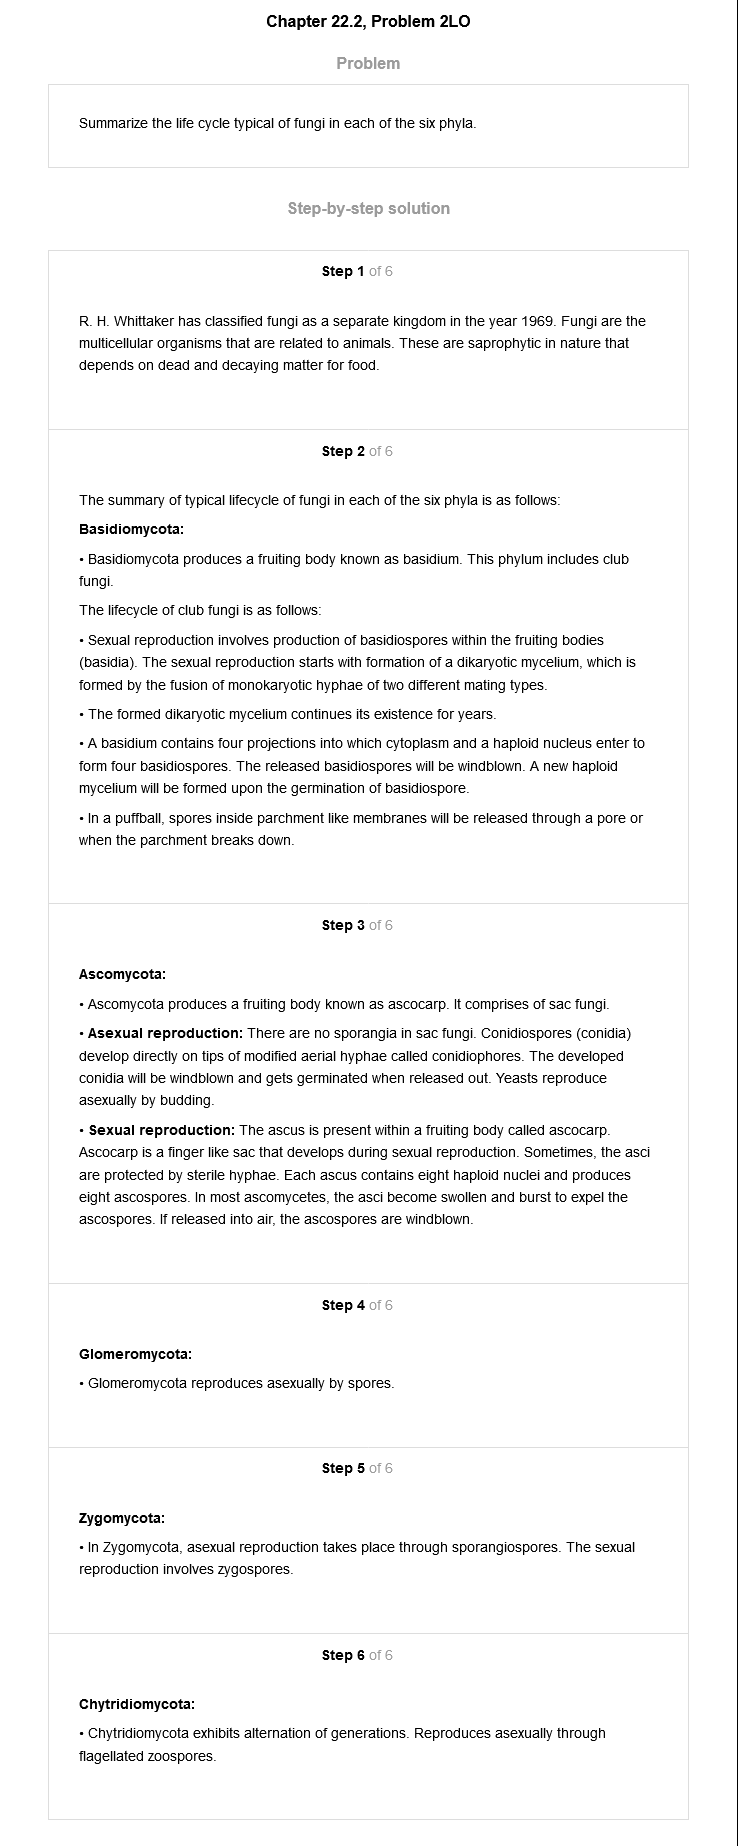 Chapter 22.2, Problem 2LO
Problem
Summarize the life cycle typical of fungi in each of the six phyla.
Step-by-step solution
Step 1 of 6
R. H. Whittaker has classified fungi as a separate kingdom in the year 1969. Fungi are the
multicellular organisms that are related to animals. These are saprophytic in nature that
depends on dead and decaying matter for food.
Step 2 of 6
The summary of typical lifecycle of fungi in each of the six phyla is as follows:
Basidiomycota:
• Basidiomycota produces a fruiting body known as basidium. This phylum includes club
fungi.
The lifecycle of club fungi is as follows:
• Sexual reproduction involves production of basidiospores within the fruiting bodies
(basidia). The sexual reproduction starts with formation of a dikaryotic mycelium, which is
formed by the fusion of monokaryotic hyphae of two different mating types.
• The formed dikaryotic mycelium continues its existence for years.
• A basidium contains four projections into which cytoplasm and a haploid nucleus enter to
form four basidiospores. The released basidiospores will be windblown. A new haploid
mycelium will be formed upon the germination of basidiospore.
• In a puffball, spores inside parchment like membranes will be released through a pore or
when the parchment breaks down.
Step 3 of 6
Ascomycota:
• Ascomycota produces a fruiting body known as ascocarp. It comprises of sac fungi.
• Asexual reproduction: There are no sporangia in sac fungi. Conidiospores (conidia)
develop directly on tips of modified aerial hyphae called conidiophores. The developed
conidia will be windblown and gets germinated when released out. Yeasts reproduce
asexually by budding.
• Sexual reproduction: The ascus is present within a fruiting body called ascocarp.
Ascocarp is a finger like sac that develops during sexual reproduction. Sometimes, the asci
are protected by sterile hyphae. Each ascus contains eight haploid nuclei and produces
eight ascospores. In most ascomycetes, the asci become swollen and burst to expel the
ascospores. If released into air, the ascospores are windblown.
Step 4 of 6
Glomeromycota:
• Glomeromycota reproduces asexually by spores.
Step 5 of 6
Zygomycota:
• In Zygomycota, asexual reproduction takes place through sporangiospores. The sexual
reproduction involves zygospores.
Step 6 of 6
Chytridiomycota:
• Chytridiomycota exhibits alternation of generations. Reproduces asexually through
flagellated zoospores.